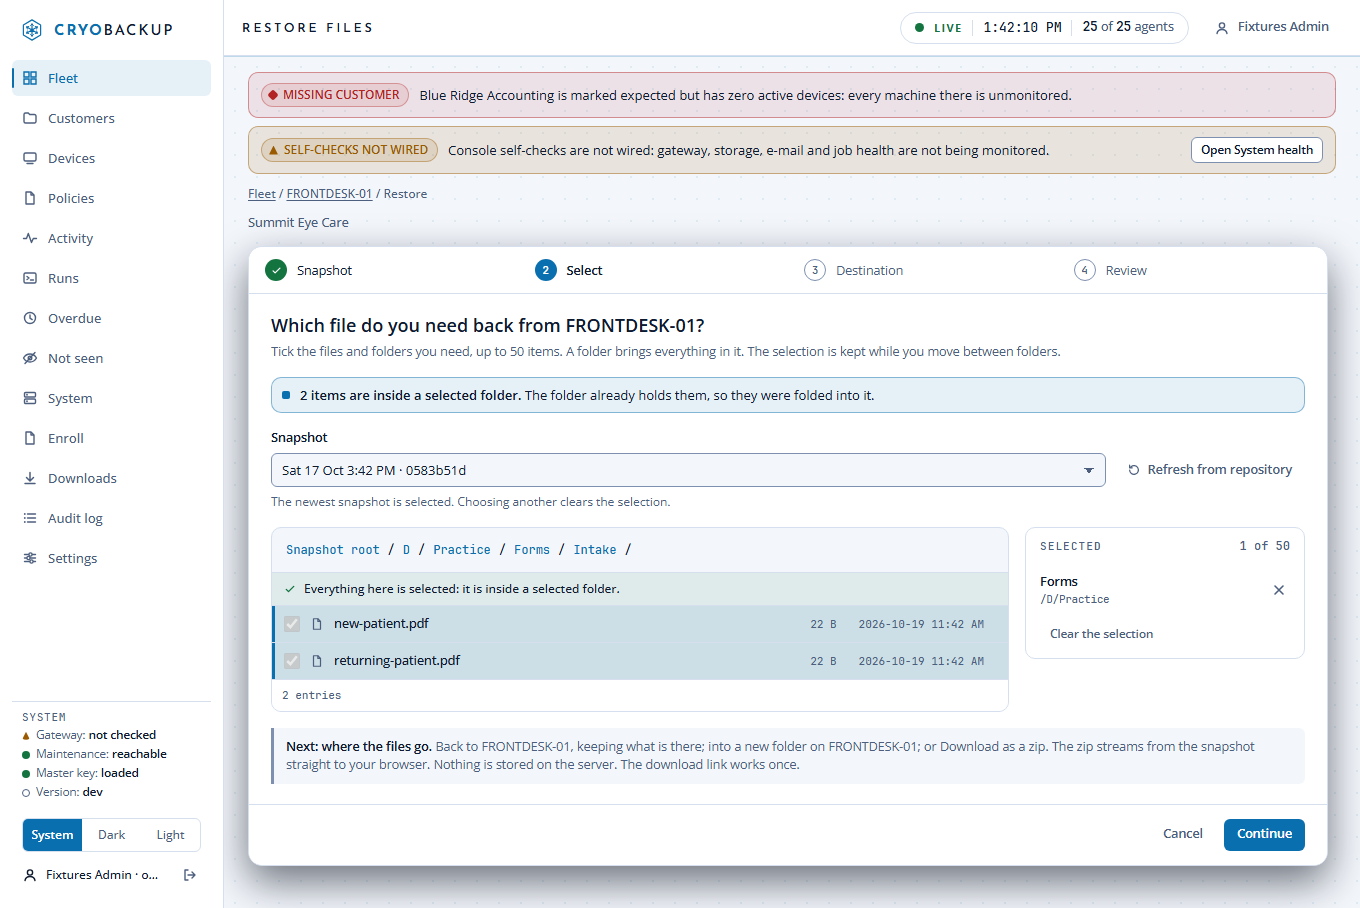 CRYOBACKUP
RESTORE FILES
LIVE 1:42:10 PM 25 of 25 agents
Fixtures Admin
Fleet
Customers
Devices
Policies
Activity
Runs
Overdue
Not seen
System
Enroll
Downloads
Audit log
Settings
SYSTEM
Gateway: not checked
Maintenance: reachable
Master key: loaded
Version: dev
System Dark Light
Fixtures Admin · o...
MISSING CUSTOMER Blue Ridge Accounting is marked expected but has zero active devices: every machine there is unmonitored.
SELF-CHECKS NOT WIRED Console self-checks are not wired: gateway, storage, e-mail and job health are not being monitored. Open System health
Fleet / FRONTDESK-01 / Restore
Summit Eye Care
Snapshot 2 Select 3 Destination 4 Review
Which file do you need back from FRONTDESK-01?
Tick the files and folders you need, up to 50 items. A folder brings everything in it. The selection is kept while you move between folders.
2 items are inside a selected folder. The folder already holds them, so they were folded into it.
Snapshot
Sat 17 Oct 3:42 PM · 0583b51d
Refresh from repository
The newest snapshot is selected. Choosing another clears the selection.
Snapshot root / D / Practice / Forms / Intake /
Everything here is selected: it is inside a selected folder.
new-patient.pdf 22 B 2026-10-19 11:42 AM
returning-patient.pdf 22 B 2026-10-19 11:42 AM
2 entries
SELECTED 1 of 50
Forms
/D/Practice
Clear the selection
Next: where the files go. Back to FRONTDESK-01, keeping what is there; into a new folder on FRONTDESK-01; or Download as a zip. The zip streams from the snapshot
straight to your browser. Nothing is stored on the server. The download link works once.
Cancel Continue